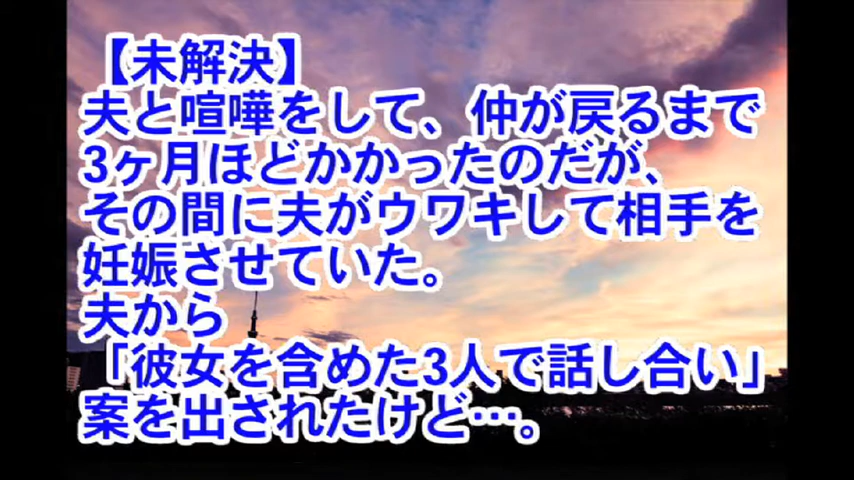 【未解決】
夫と喧嘩をして、仲が戻るまで
3ヶ月ほどかかったのだが、
その間に夫がウワキして相手を
妊娠させていた。
夫から
「彼女を含めた3人で話し合い」
案を出されたけど…。